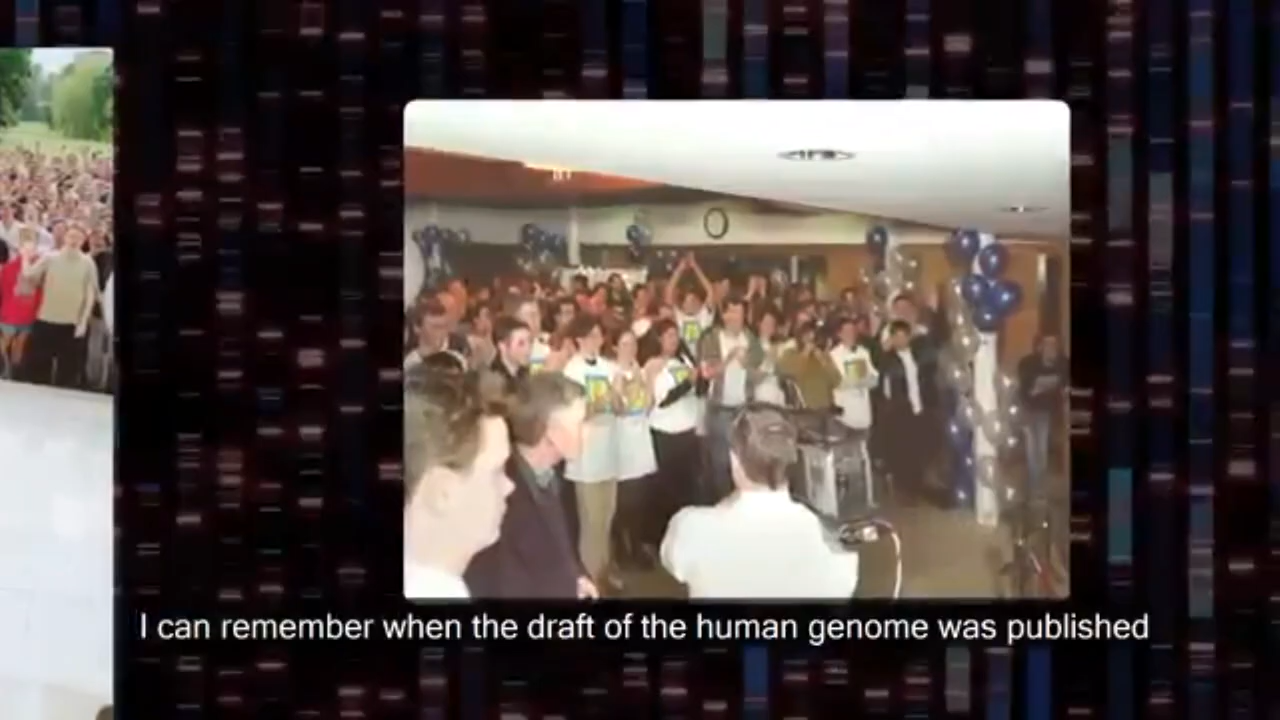 I can remember when the draft of the human genome was published